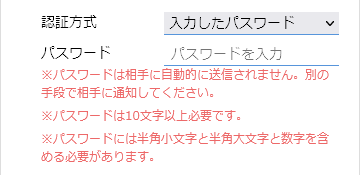 認証方式 入力したパスワード
パスワード パスワードを入力
※パスワードは相手に自動的に送信されません。別の
手段で相手に通知してください。
※パスワードは10文字以上必要です。
※パスワードには半角小文字と半角大文字と数字を含
める必要があります。